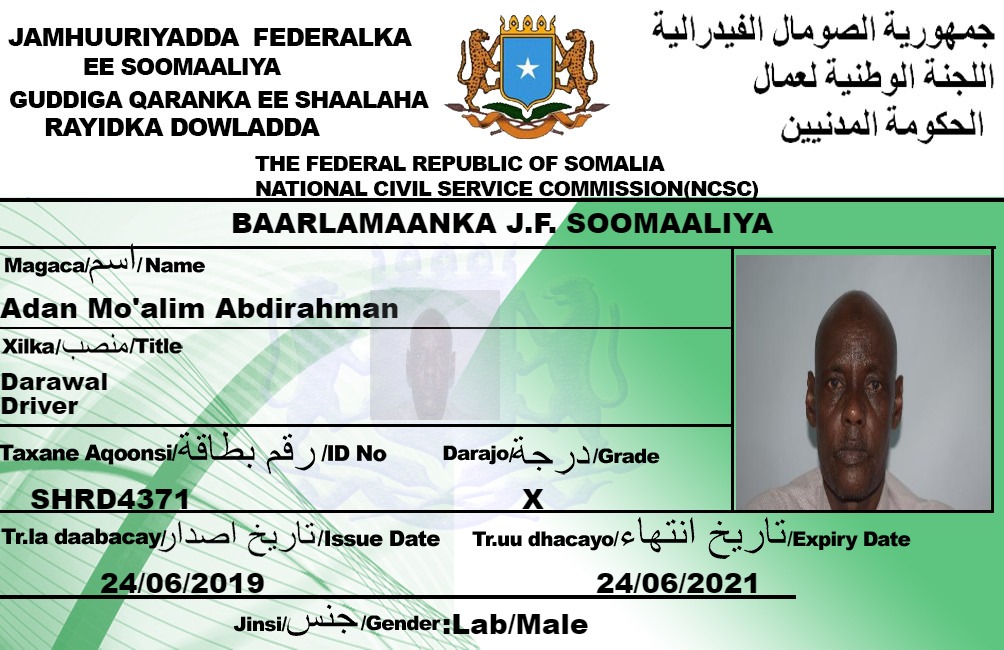 JAMHUURIYADDA FEDERALKA
EE SOOMAALIYA
GUDDIGA QARANKA EE SHAALAHA
RAYIDKA DOWLADDA
جمهورية الصومال الفيدرالية
اللجنة الوطنية لعمال
الحكومة المدنيين
THE FEDERAL REPUBLIC OF SOMALIA
NATIONAL CIVIL SERVICE COMMISSION(NCSC)
BAARLAMAANKA J.F. SOOMAALIYA
Magaca/اسم/Name
Adan Mo'alim Abdirahman
Xilka/منصب/Title
Darawal
Driver
Taxane Aqoonsi/رقم بطاقة/ID No Darajo/درجة/Grade
SHRD4371 X
Tr.la daabacay/تاريخ اصدار/Issue Date Tr.uu dhacayo/تاريخ انتهاء/Expiry Date
24/06/2019 24/06/2021
Jinsi/جنس/Gender:Lab/Male